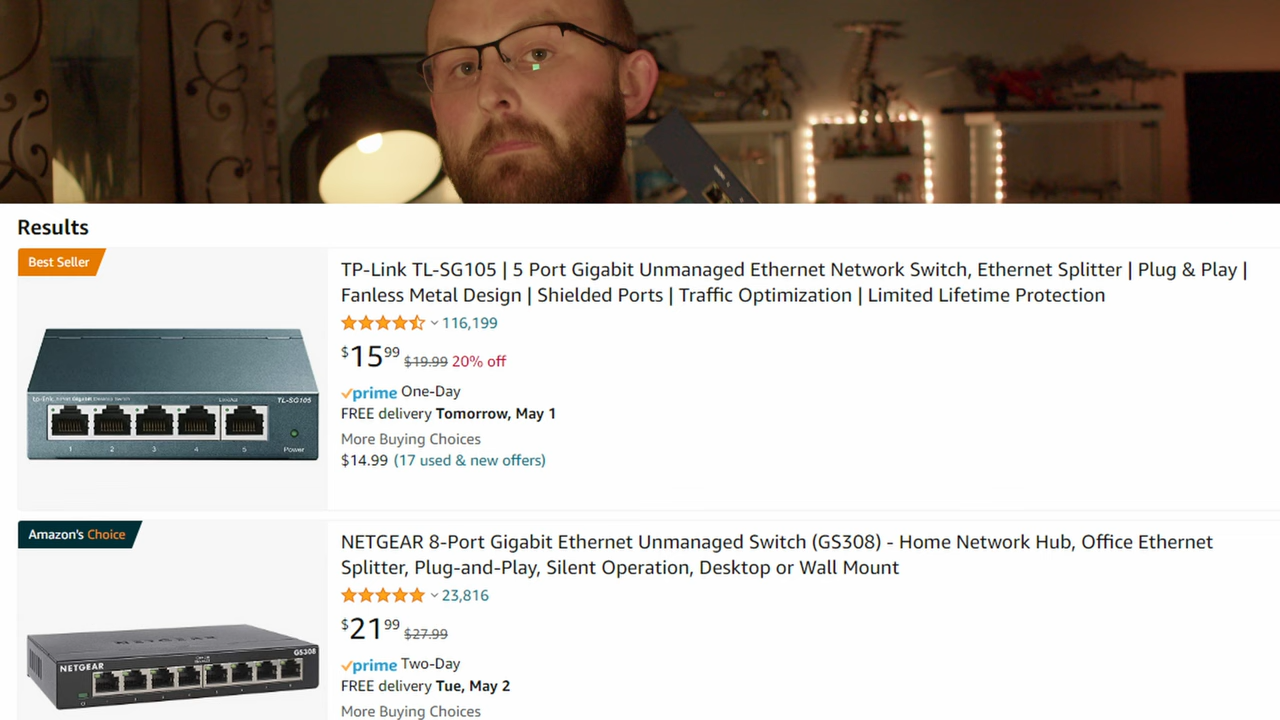 Results
Best Seller
TP-Link TL-SG105 | 5 Port Gigabit Unmanaged Ethernet Network Switch, Ethernet Splitter | Plug & Play |
Fanless Metal Design | Shielded Ports | Traffic Optimization | Limited Lifetime Protection
116,199
$15.99 $19.99 20% off
prime One-Day
FREE delivery Tomorrow, May 1
More Buying Choices
$14.99 (17 used & new offers)
tp-link
TL-SG105
1 2 3 4 5 Power
Amazon's Choice
NETGEAR 8-Port Gigabit Ethernet Unmanaged Switch (GS308) - Home Network Hub, Office Ethernet
Splitter, Plug-and-Play, Silent Operation, Desktop or Wall Mount
23,816
$21.99 $27.99
prime Two-Day
FREE delivery Tue, May 2
More Buying Choices
NETGEAR
GS308
NETGEAR